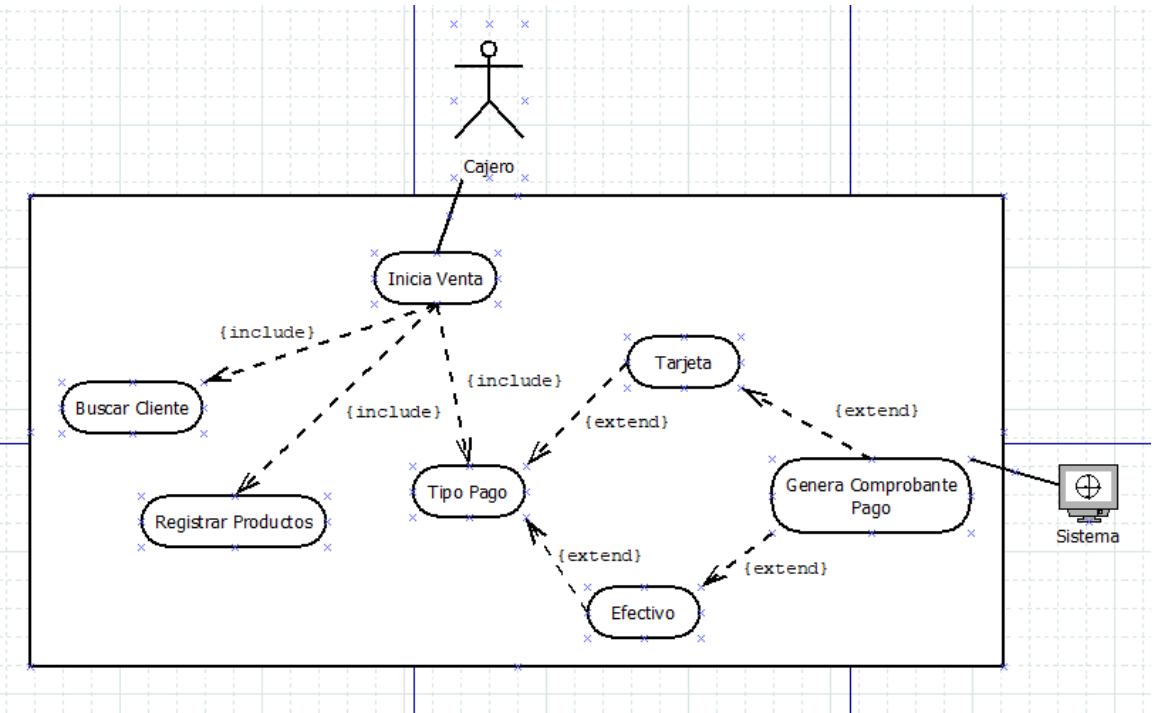 Cajero
Inicia Venta
{include}
Tarjeta
{include}
Buscar Cliente
{include}
{extend}
{extend}
Tipo Pago
Genera Comprobante
Pago
Registrar Productos
Sistema
{extend}
{extend}
Efectivo